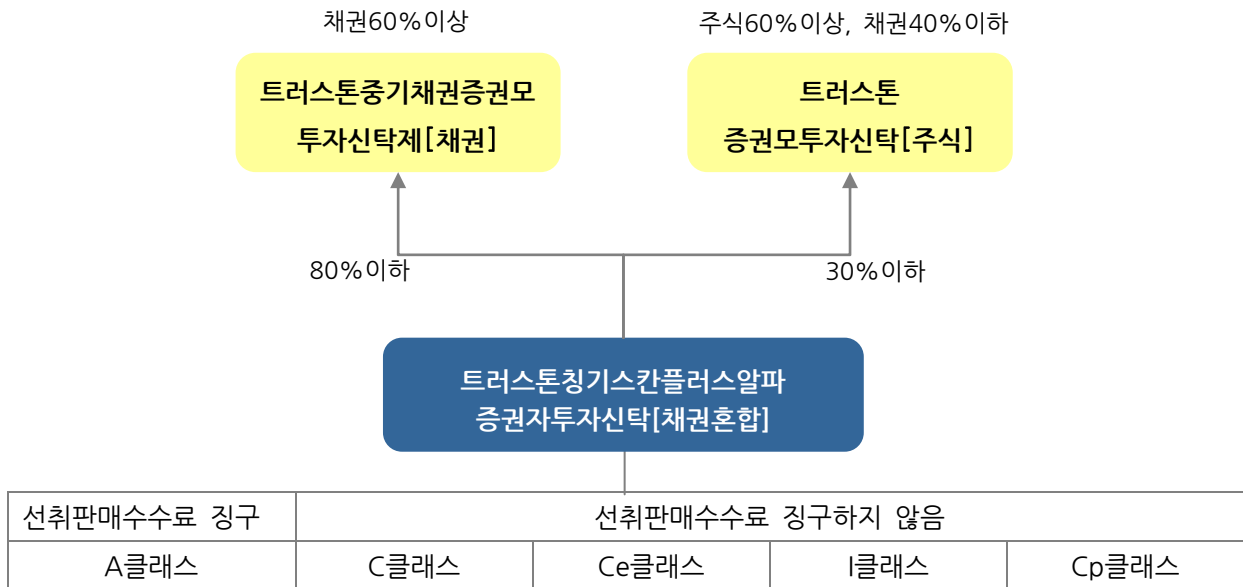 채권60%이상
주식60%이상, 채권40%이하
트러스톤중기채권증권모
투자신탁제[채권]
트러스톤
증권모투자신탁[주식]
80%이하
30%이하
트러스톤칭기스칸플러스알파
증권자투자신탁[채권혼합]
선취판매수수료 징구
선취판매수수료 징구하지 않음
A클래스
C클래스
Ce클래스
I클래스
Cp클래스